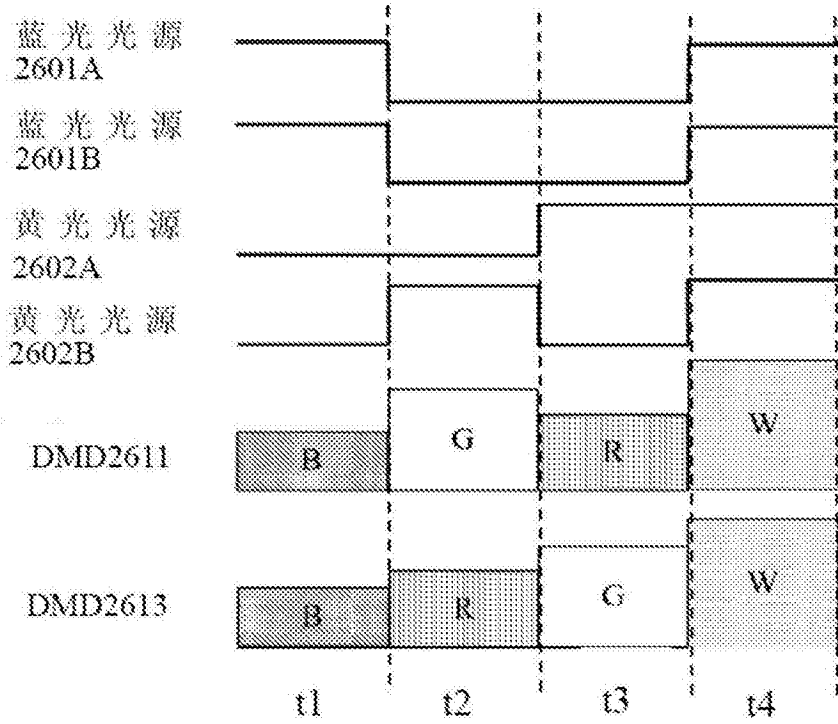 蓝光光源
2601A
蓝光光源
2601B
黄光光源
2602A
黄光光源
2602B
DMD2611
B
G
R
W
DMD2613
B
R
G
W
t1
t2
t3
t4